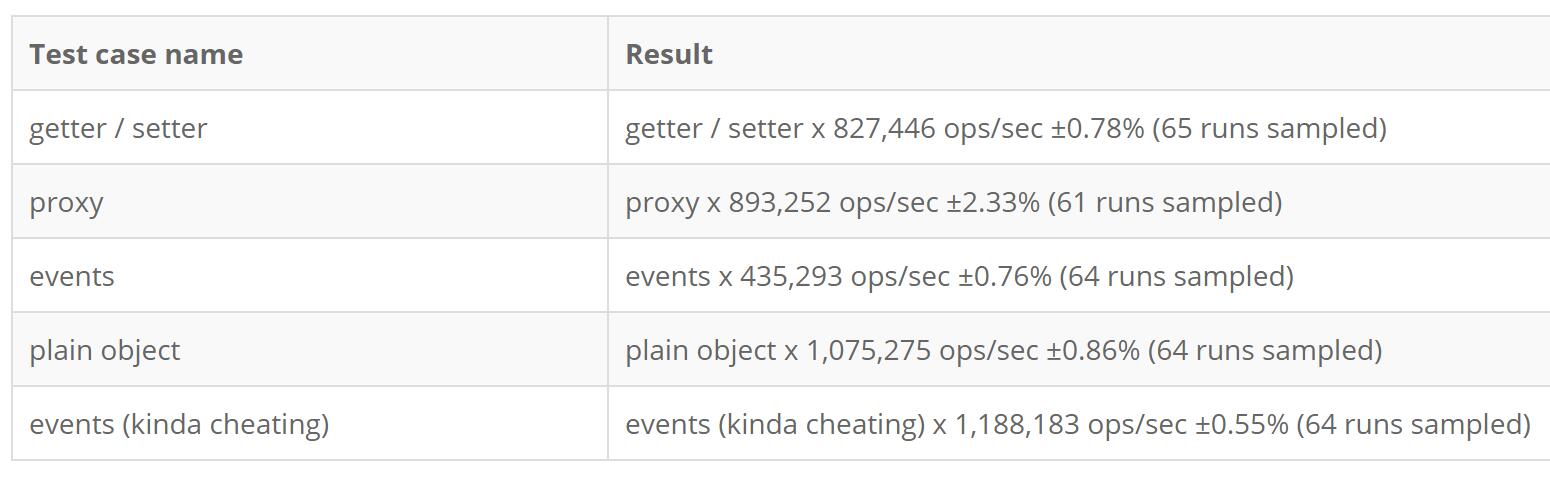 Test case name Result
getter / setter getter / setter x 827,446 ops/sec ±0.78% (65 runs sampled)
proxy proxy x 893,252 ops/sec ±2.33% (61 runs sampled)
events events x 435,293 ops/sec ±0.76% (64 runs sampled)
plain object plain object x 1,075,275 ops/sec ±0.86% (64 runs sampled)
events (kinda cheating) events (kinda cheating) x 1,188,183 ops/sec ±0.55% (64 runs sampled)